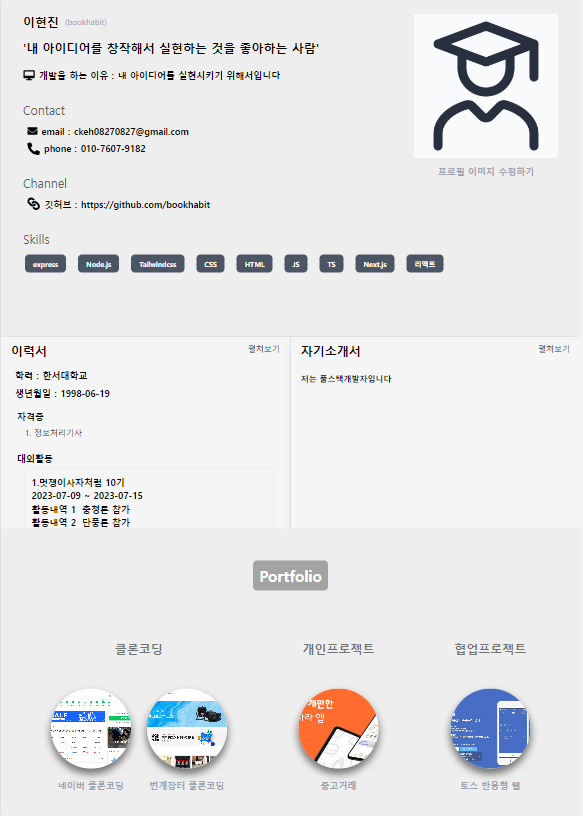 이현진 (bookhabit)
'내 아이디어를 창작해서 실현하는 것을 좋아하는 사람'
개발을 하는 이유 : 내 아이디어를 실현시키기 위해서입니다
Contact
email : ckeh08270827@gmail.com
phone : 010-7607-9182
프로필 이미지 수정하기
Channel
깃허브 : https://github.com/bookhabit
Skills
express Node.js Tailwindcss CSS HTML JS TS Next.js 리액트
이력서 펼쳐보기
학력 : 한서대학교
생년월일 : 1998-06-19
자격증
1. 정보처리기사
대외활동
1.멋쟁이사자처럼 10기
2023-07-09 ~ 2023-07-15
활동내역 1 중청톤 참가
활동내역 2 단풍톤 참가
자기소개서 펼쳐보기
저는 풀스택개발자입니다
Portfolio
클론코딩 개인프로젝트 협업프로젝트
네이버 클론코딩 번개장터 클론코딩 중고거래 토스 반응형 웹